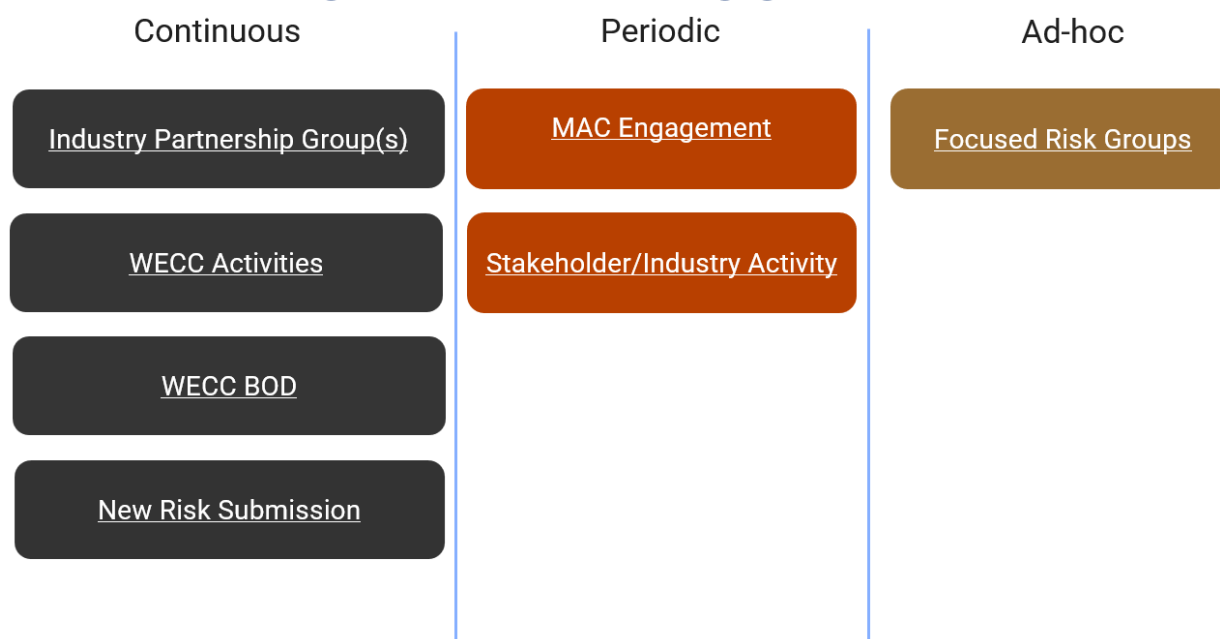 Continuous
Periodic
Ad-hoc
Industry Partnership Group(s)
MAC Engagement
Focused Risk Groups
WECC Activities
Stakeholder/Industry Activity
WECC BOD
New Risk Submission